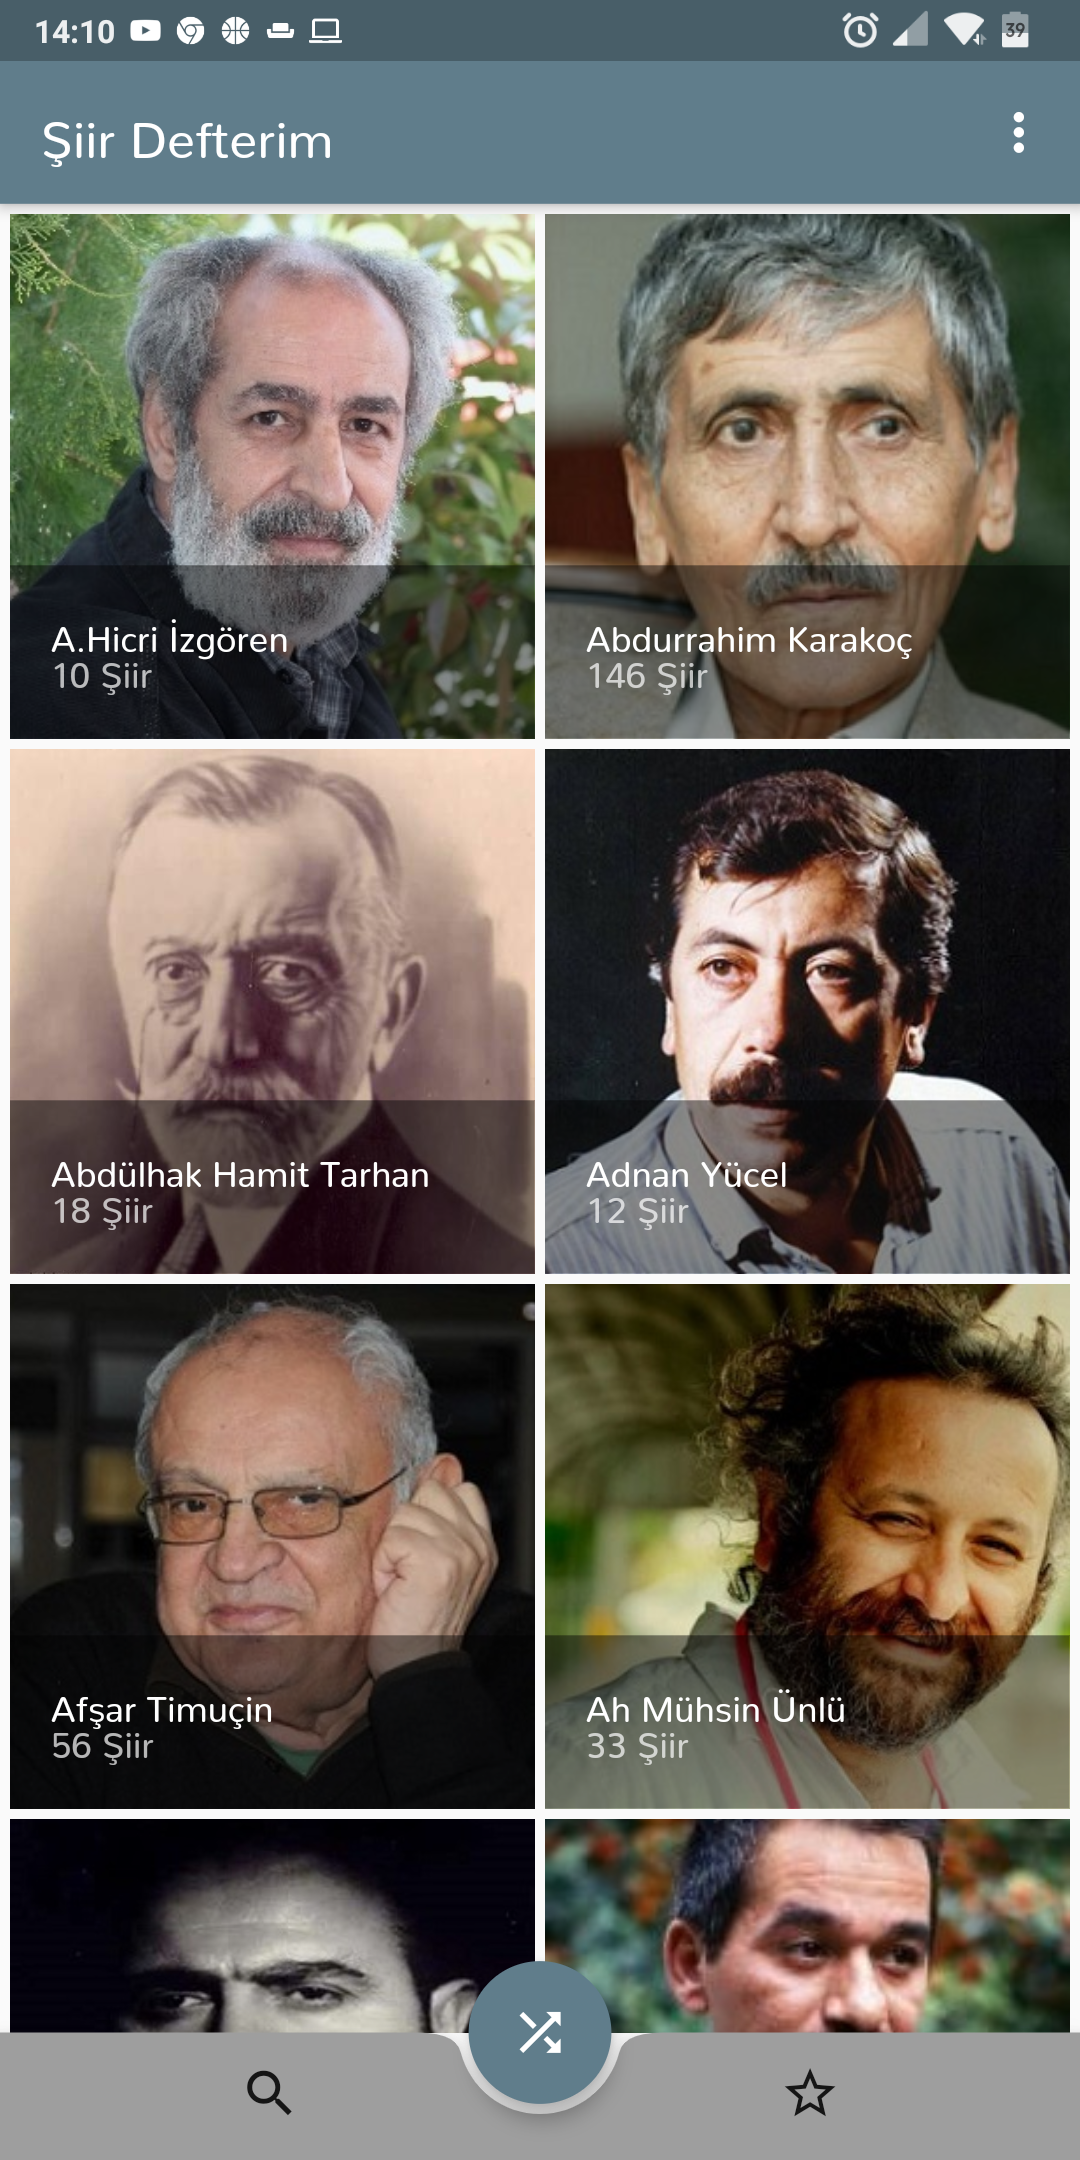 14:10
39
Şiir Defterim
A.Hicri İzgören
10 Şiir
Abdurrahim Karakoç
146 Şiir
Abdülhak Hamit Tarhan
18 Şiir
Adnan Yücel
12 Şiir
Afşar Timuçin
56 Şiir
Ah Mühsin Ünlü
33 Şiir